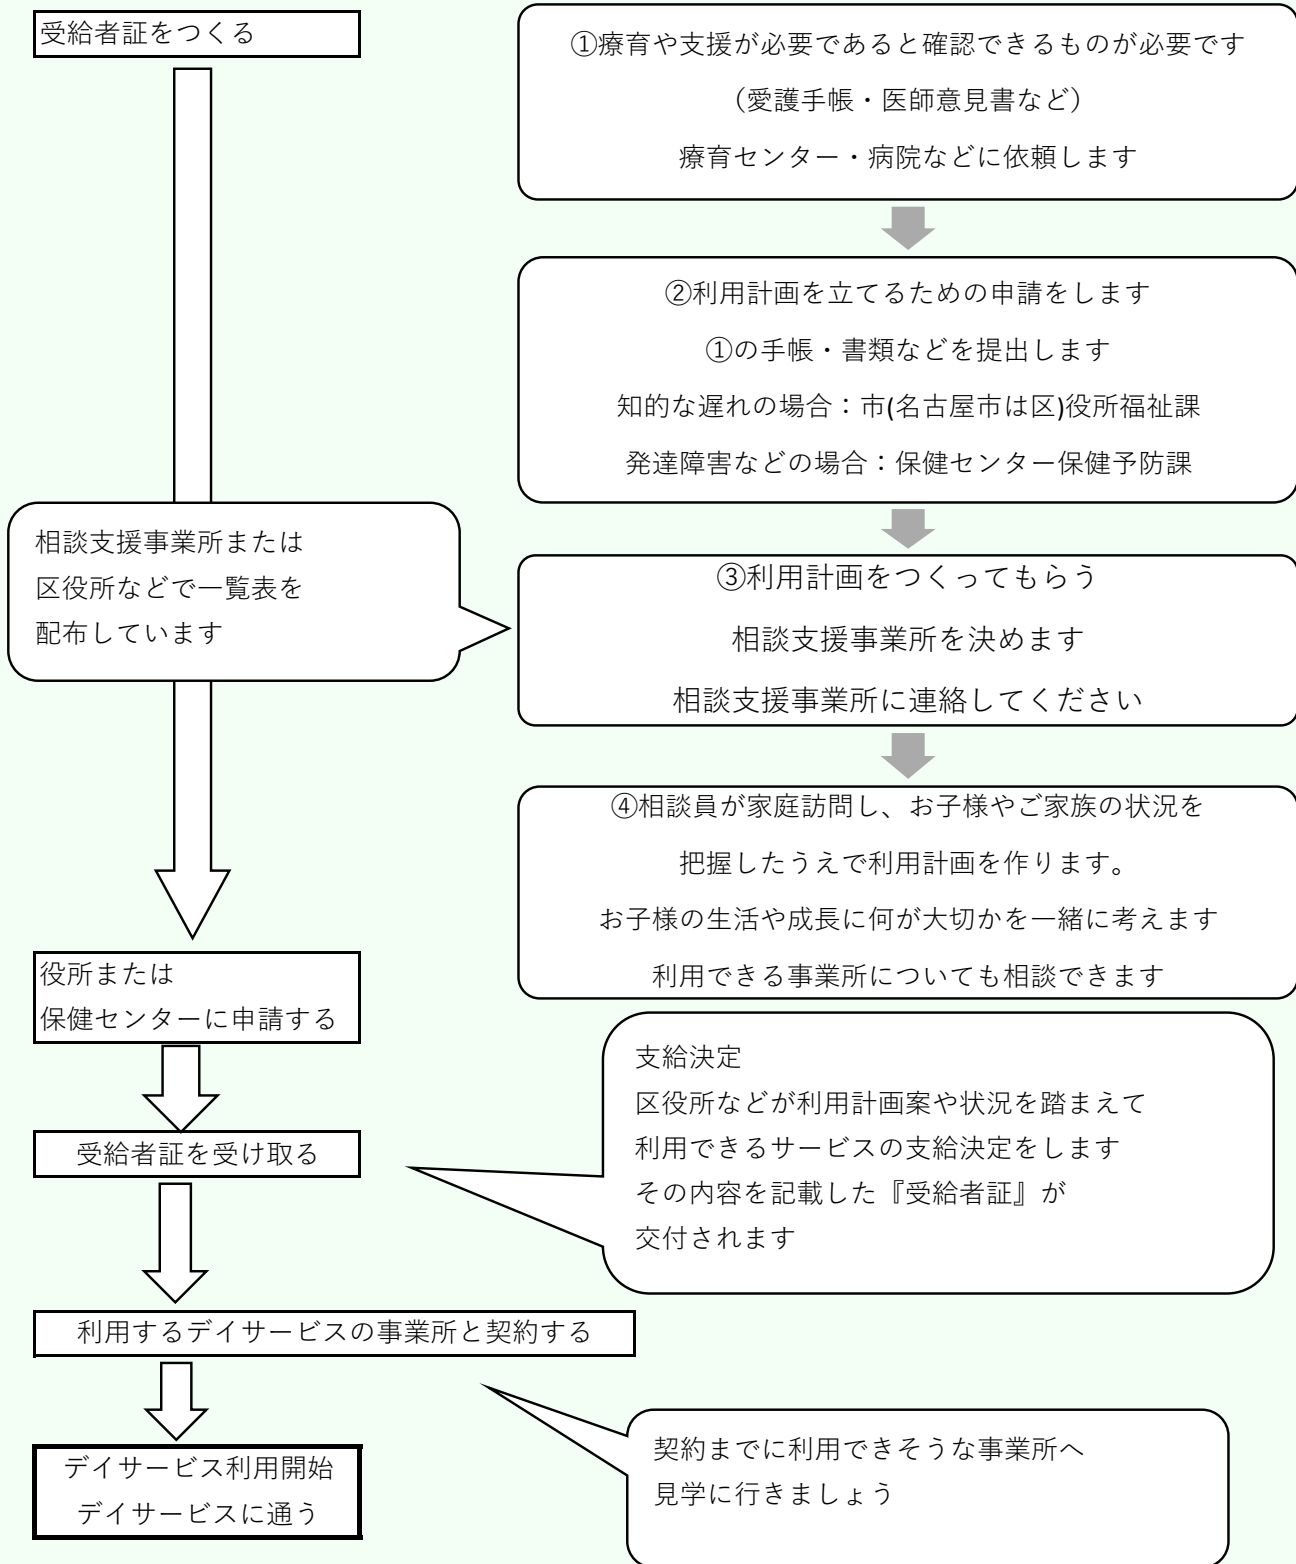 受給者証をつくる
①療育や支援が必要であると確認できるものが必要です
（愛護手帳・医師意見書など）
療育センター・病院などに依頼します
②利用計画を立てるための申請をします
①の手帳・書類などを提出します
知的な遅れの場合：市(名古屋市は区)役所福祉課
発達障害などの場合：保健センター保健予防課
相談支援事業所または
区役所などで一覧表を
配布しています
③利用計画をつくってもらう
相談支援事業所を決めます
相談支援事業所に連絡してください
④相談員が家庭訪問し、お子様やご家族の状況を
把握したうえで利用計画を作ります。
お子様の生活や成長に何が大切かを一緒に考えます
利用できる事業所についても相談できます
役所または
保健センターに申請する
支給決定
区役所などが利用計画案や状況を踏まえて
利用できるサービスの支給決定をします
その内容を記載した『受給者証』が
交付されます
受給者証を受け取る
利用するデイサービスの事業所と契約する
契約までに利用できそうな事業所へ
見学に行きましょう
デイサービス利用開始
デイサービスに通う